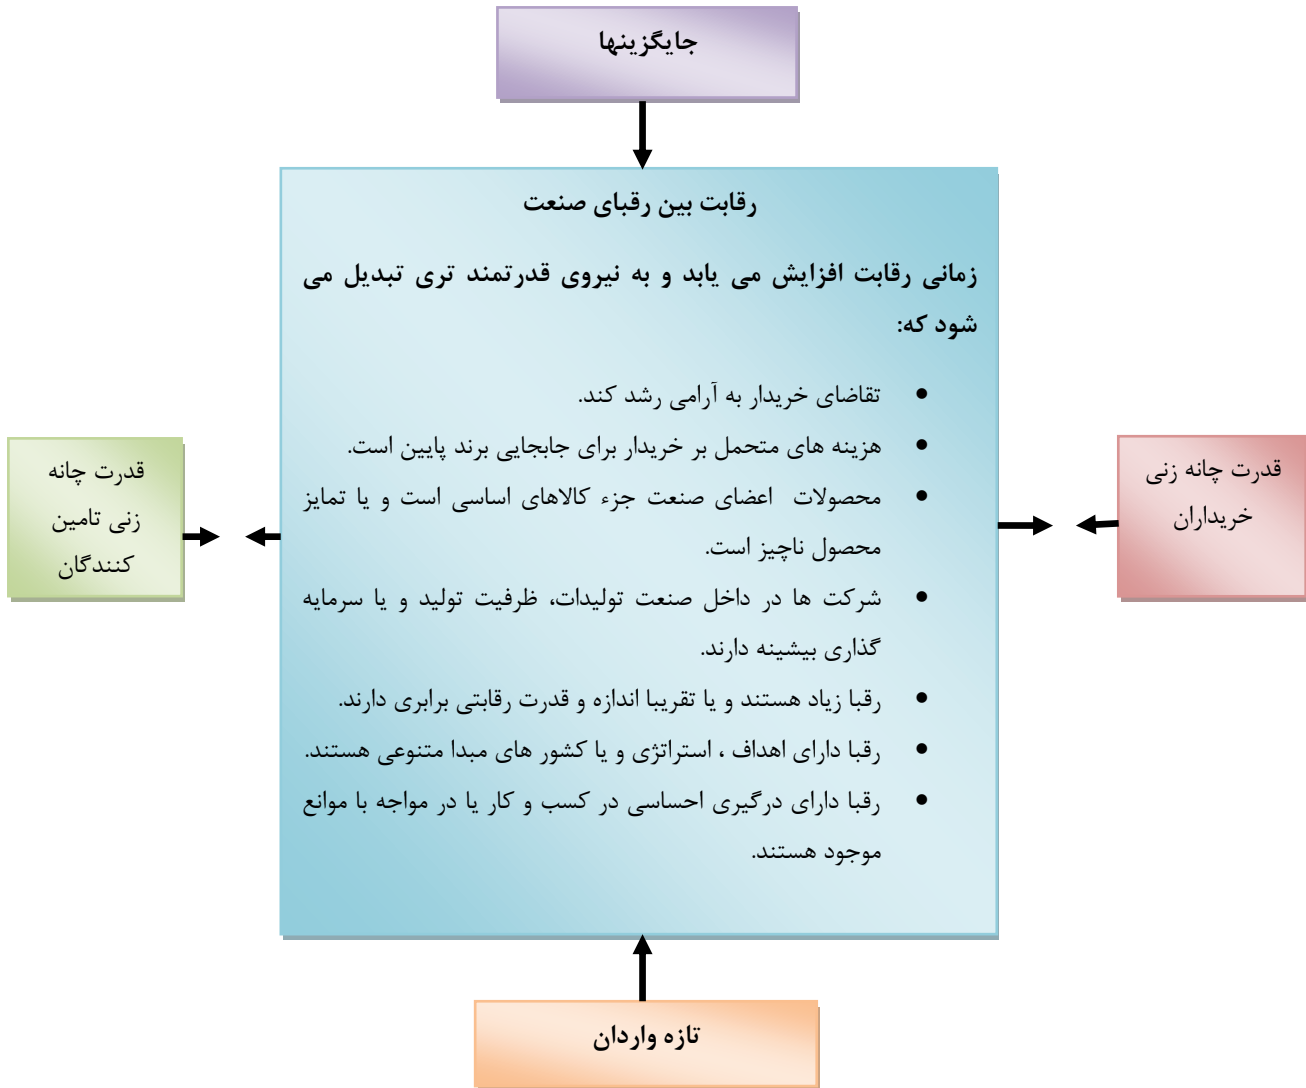 جایگزینها
رقابت بین رقبای صنعت
زمانی رقابت افزایش می یابد و به نیروی قدرتمند تری تبدیل می
شود که:
• تقاضای خریدار به آرامی رشد کند.
• هزینه های متحمل بر خریدار برای جابجایی برند پایین است.
• محصولات اعضای صنعت جزء کالاهای اساسی است و یا تمایز
محصول ناچیز است.
• شرکت ها در داخل صنعت تولیدات، ظرفیت تولید و یا سرمایه
گذاری بیشینه دارند.
• رقبا زیاد هستند و یا تقریبا اندازه و قدرت رقابتی برابری دارند.
• رقبا دارای اهداف ، استراتژی و یا کشور های مبدا متنوعی هستند.
• رقبا دارای درگیری احساسی در کسب و کار یا در مواجه با موانع
موجود هستند.
قدرت چانه زنی
خریداران
قدرت چانه
زنی تامین
کنندگان
تازه واردان